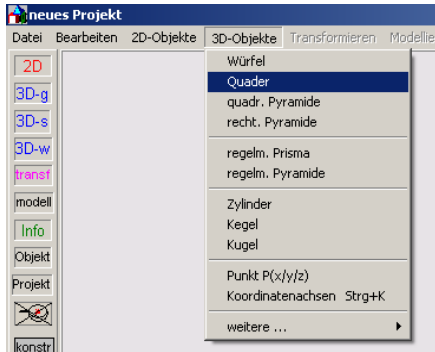 neues Projekt
Datei Bearbeiten 2D-Objekte 3D-Objekte Transformieren Modellie
2D
3D-g
3D-s
3D-w
transf
modell
Info
Objekt
Projekt
konstr
Würfel
Quader
quadr. Pyramide
recht. Pyramide
regelm. Prisma
regelm. Pyramide
Zylinder
Kegel
Kugel
Punkt P(x/y/z)
Koordinatenachsen Strg+K
weitere ...